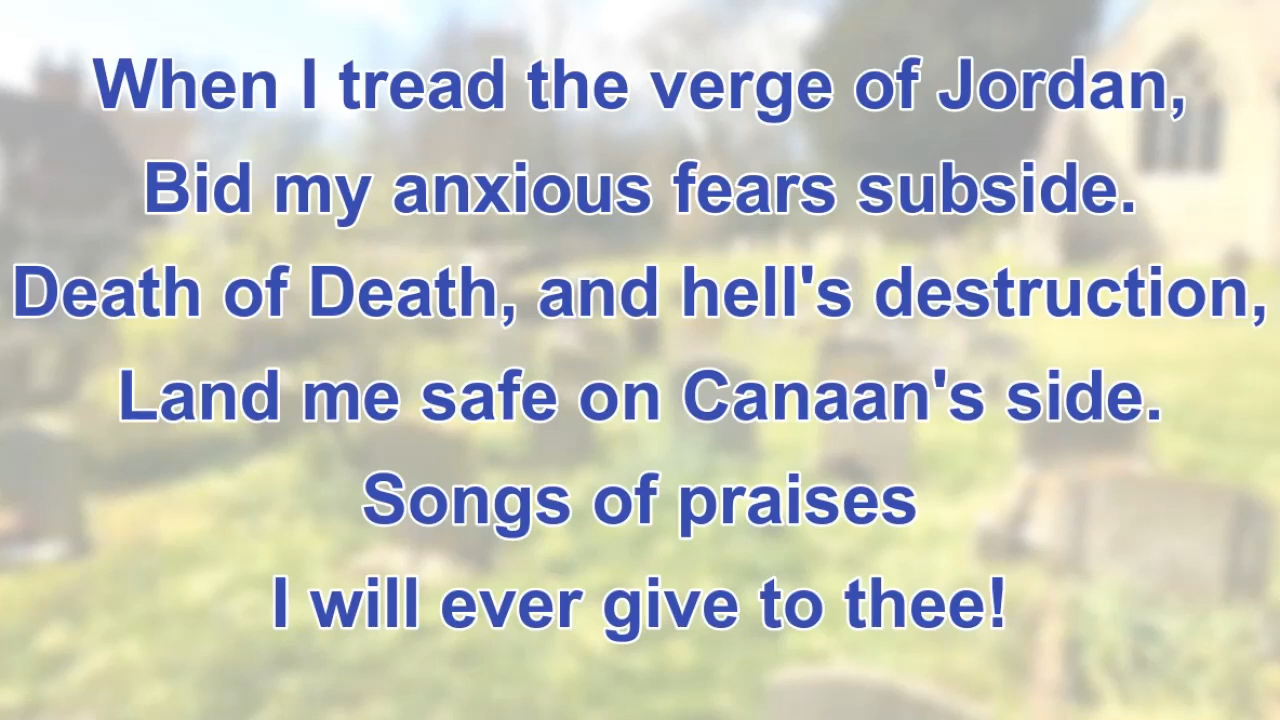 When I tread the verge of Jordan,
Bid my anxious fears subside.
Death of Death, and hell's destruction,
Land me safe on Canaan's side.
Songs of praises
I will ever give to thee!